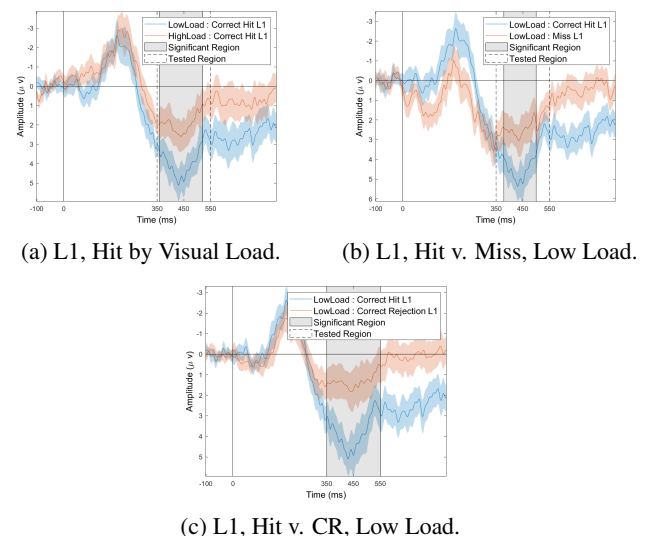 -3
-2
-1
0
1
2
3
4
5
Amplitude (μ v)
-100 0 350 450 550
Time (ms)
LowLoad : Correct Hit L1
HighLoad : Correct Hit L1
Significant Region
Tested Region
(a) L1, Hit by Visual Load.
-3
-2
-1
0
1
2
3
4
5
6
Amplitude (μ v)
-100 0 350 450 550
Time (ms)
LowLoad : Correct Hit L1
LowLoad : Miss L1
Significant Region
Tested Region
(b) L1, Hit v. Miss, Low Load.
-3
-2
-1
0
1
2
3
4
5
Amplitude (μ v)
-100 0 350 450 550
Time (ms)
LowLoad : Correct Hit L1
LowLoad : Correct Rejection L1
Significant Region
Tested Region
(c) L1, Hit v. CR, Low Load.